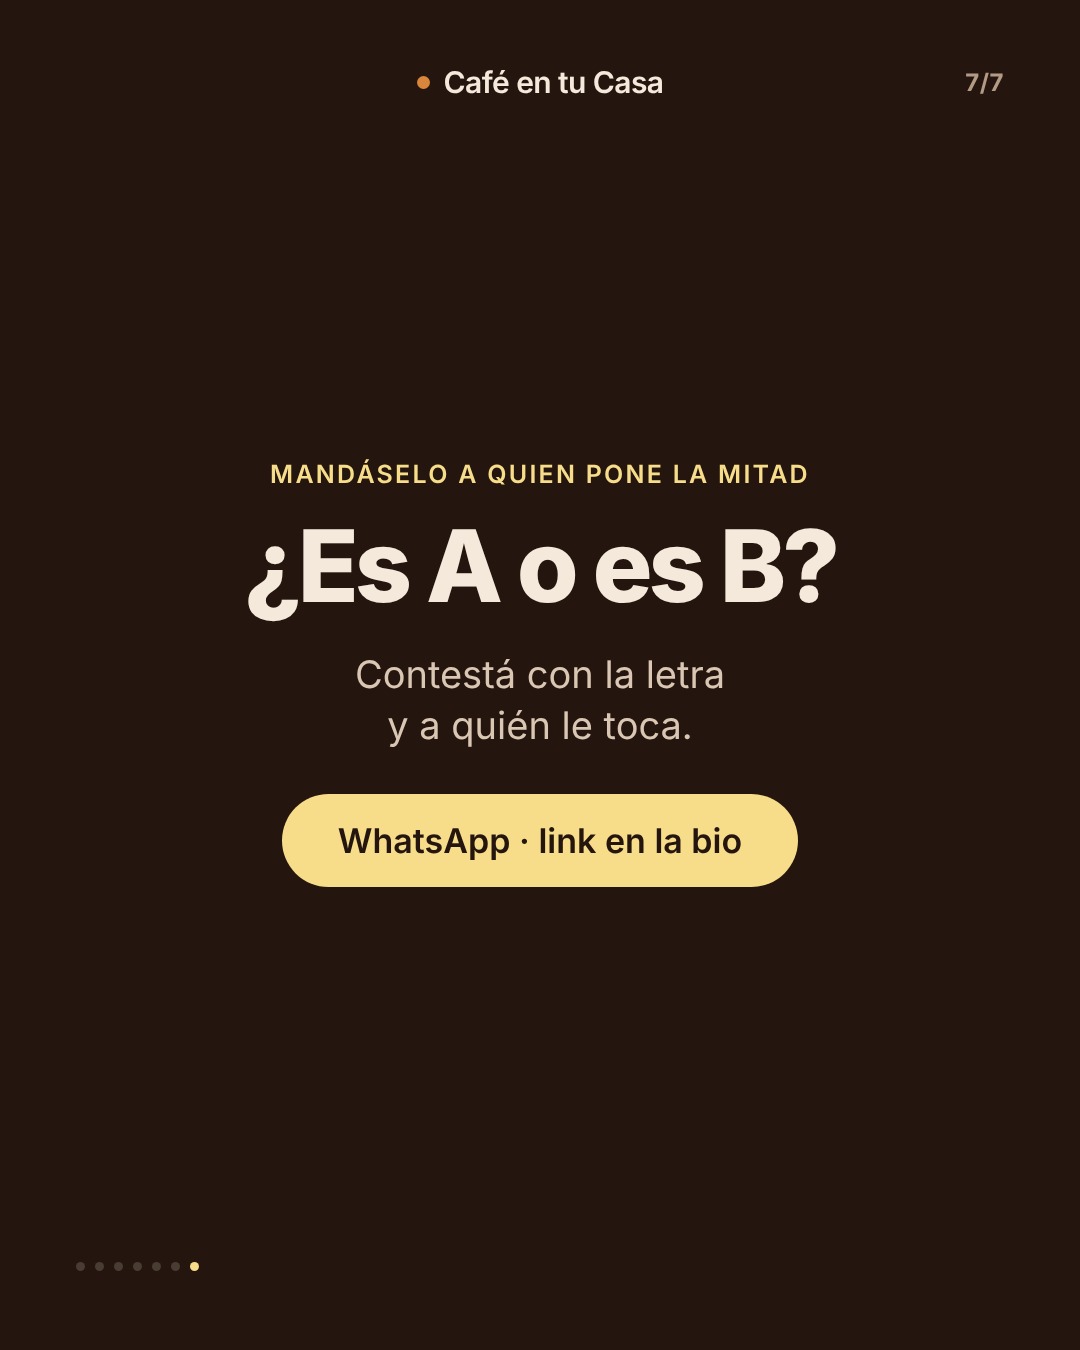 Café en tu Casa
7/7
MANDÁSELO A QUIEN PONE LA MITAD
¿Es A o es B?
Contestá con la letra
y a quién le toca.
WhatsApp · link en la bio